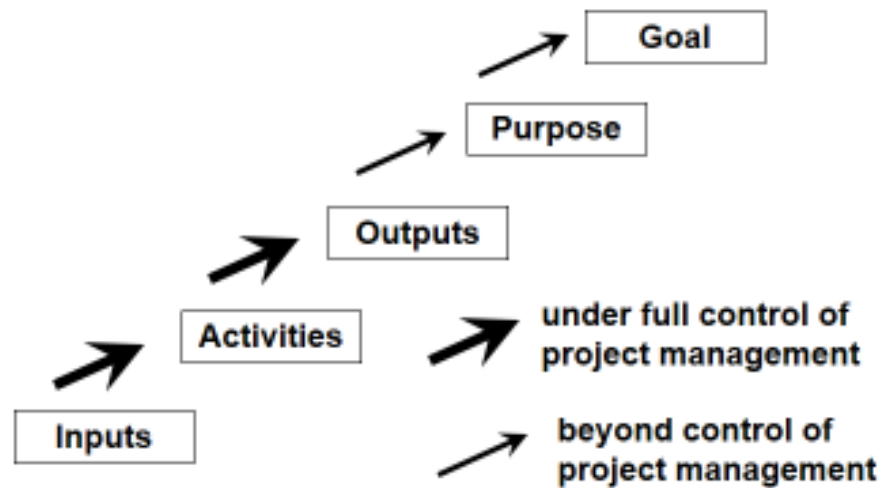 Goal
Purpose
Outputs
Activities
Inputs
under full control of
project management
beyond control of
project management